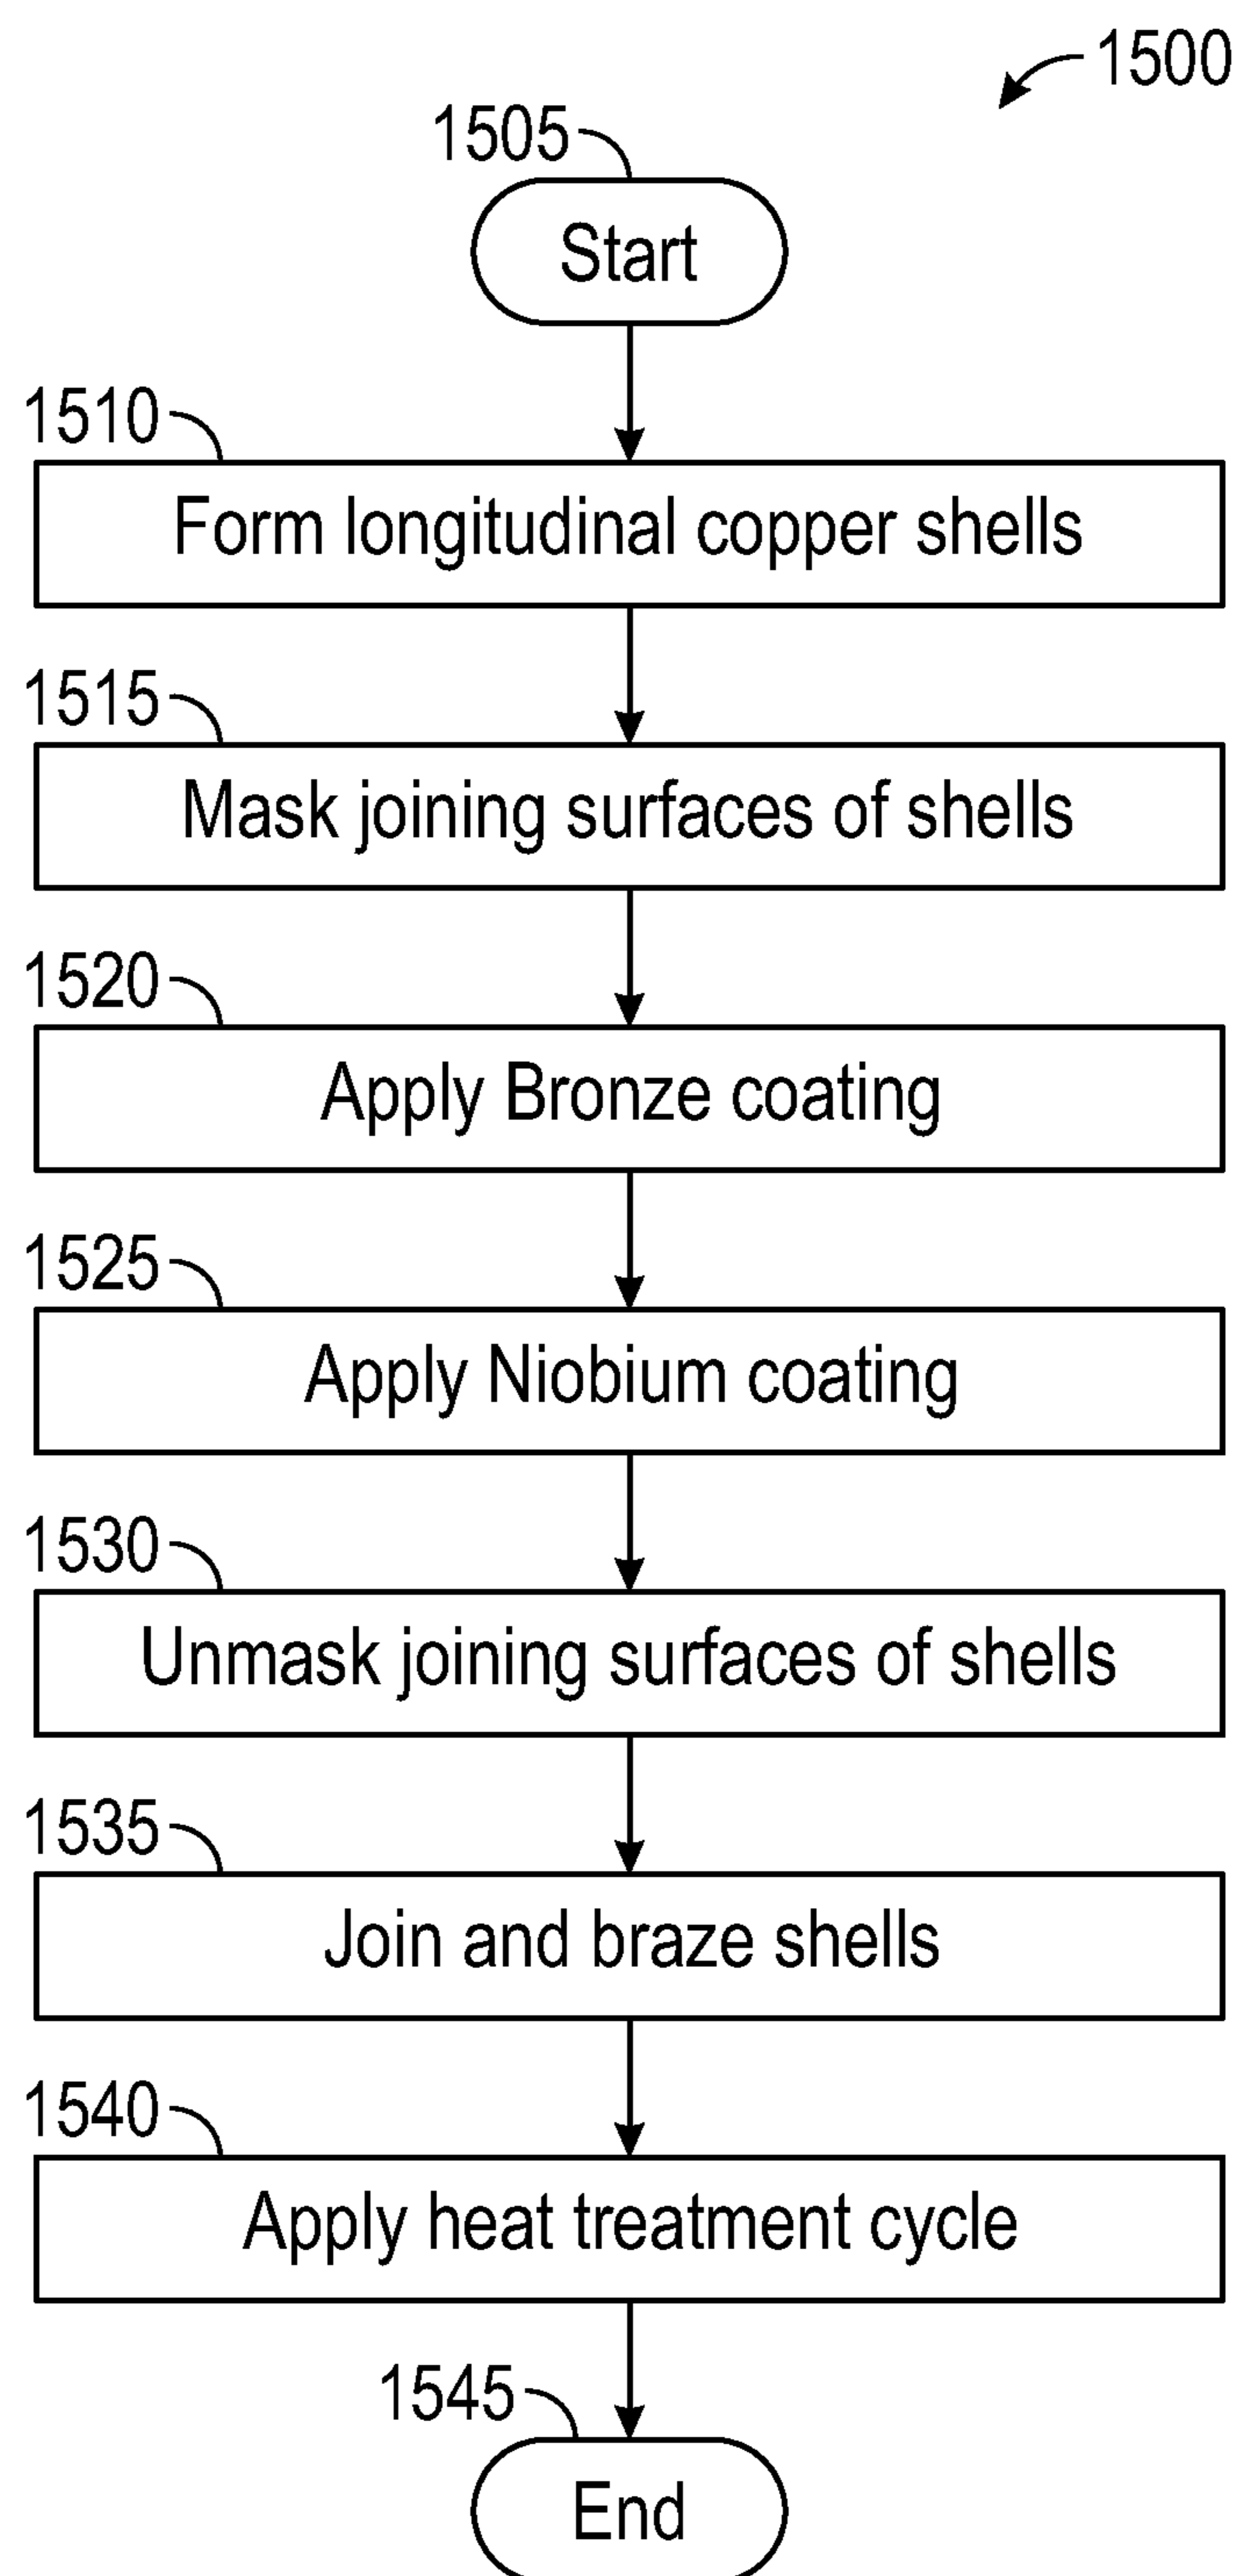 1500
1505
Start
1510
Form longitudinal copper shells
1515
Mask joining surfaces of shells
1520
Apply Bronze coating
1525
Apply Niobium coating
1530
Unmask joining surfaces of shells
1535
Join and braze shells
1540
Apply heat treatment cycle
1545
End